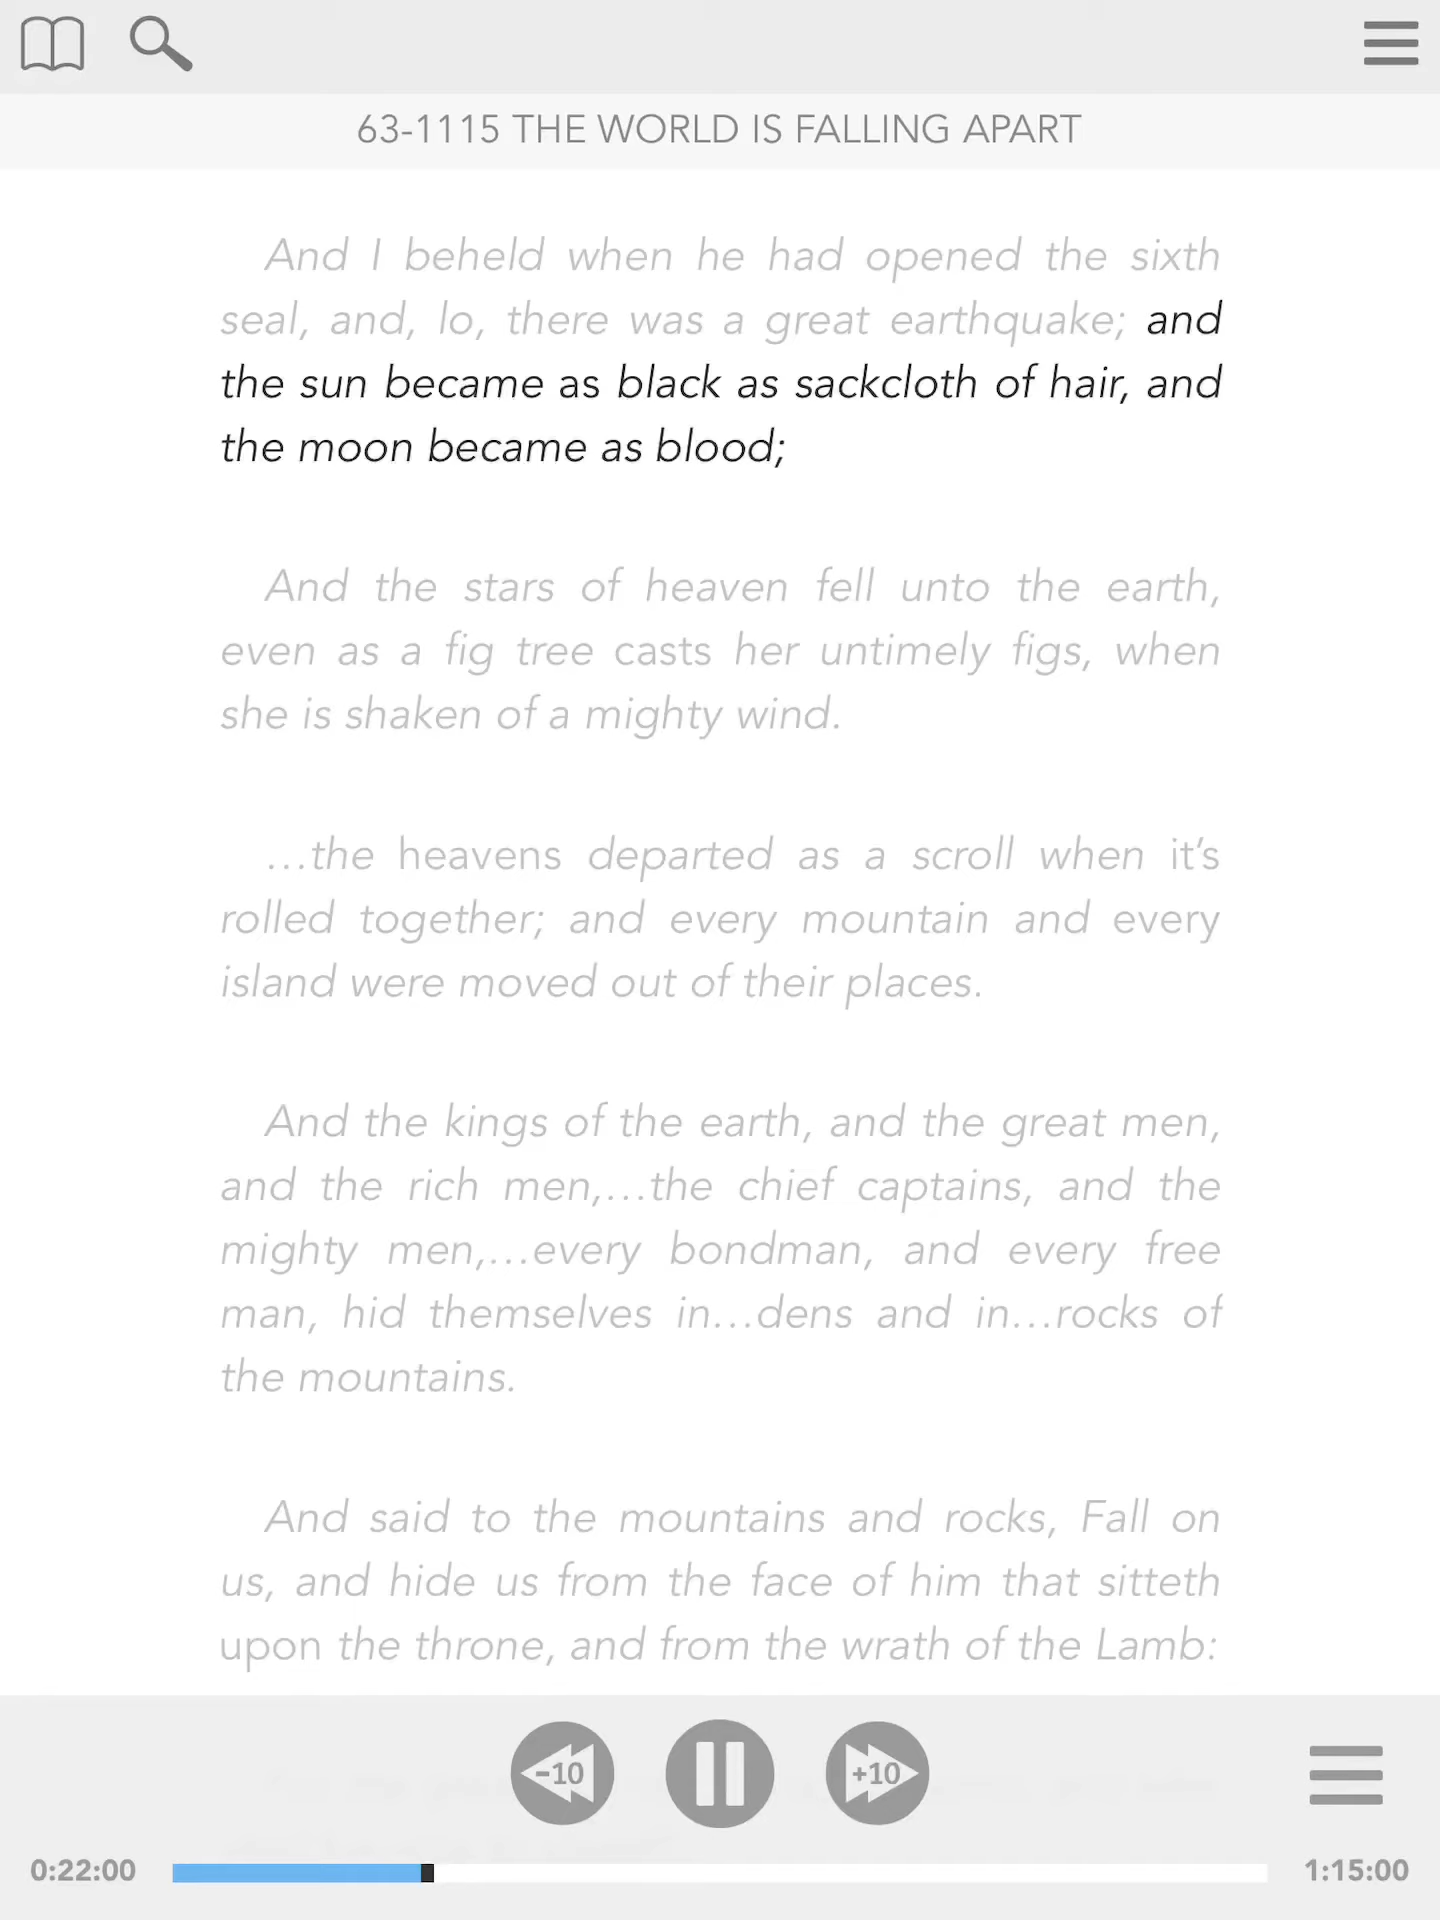 63-1115 THE WORLD IS FALLING APART
And I beheld when he had opened the sixth
seal, and, lo, there was a great earthquake; and
the sun became as black as sackcloth of hair, and
the moon became as blood;
And the stars of heaven fell unto the earth,
even as a fig tree casts her untimely figs, when
she is shaken of a mighty wind.
…the heavens departed as a scroll when it’s
rolled together; and every mountain and every
island were moved out of their places.
And the kings of the earth, and the great men,
and the rich men,…the chief captains, and the
mighty men,…every bondman, and every free
man, hid themselves in…dens and in…rocks of
the mountains.
And said to the mountains and rocks, Fall on
us, and hide us from the face of him that sitteth
upon the throne, and from the wrath of the Lamb:
-10 +10
0:22:00 1:15:00